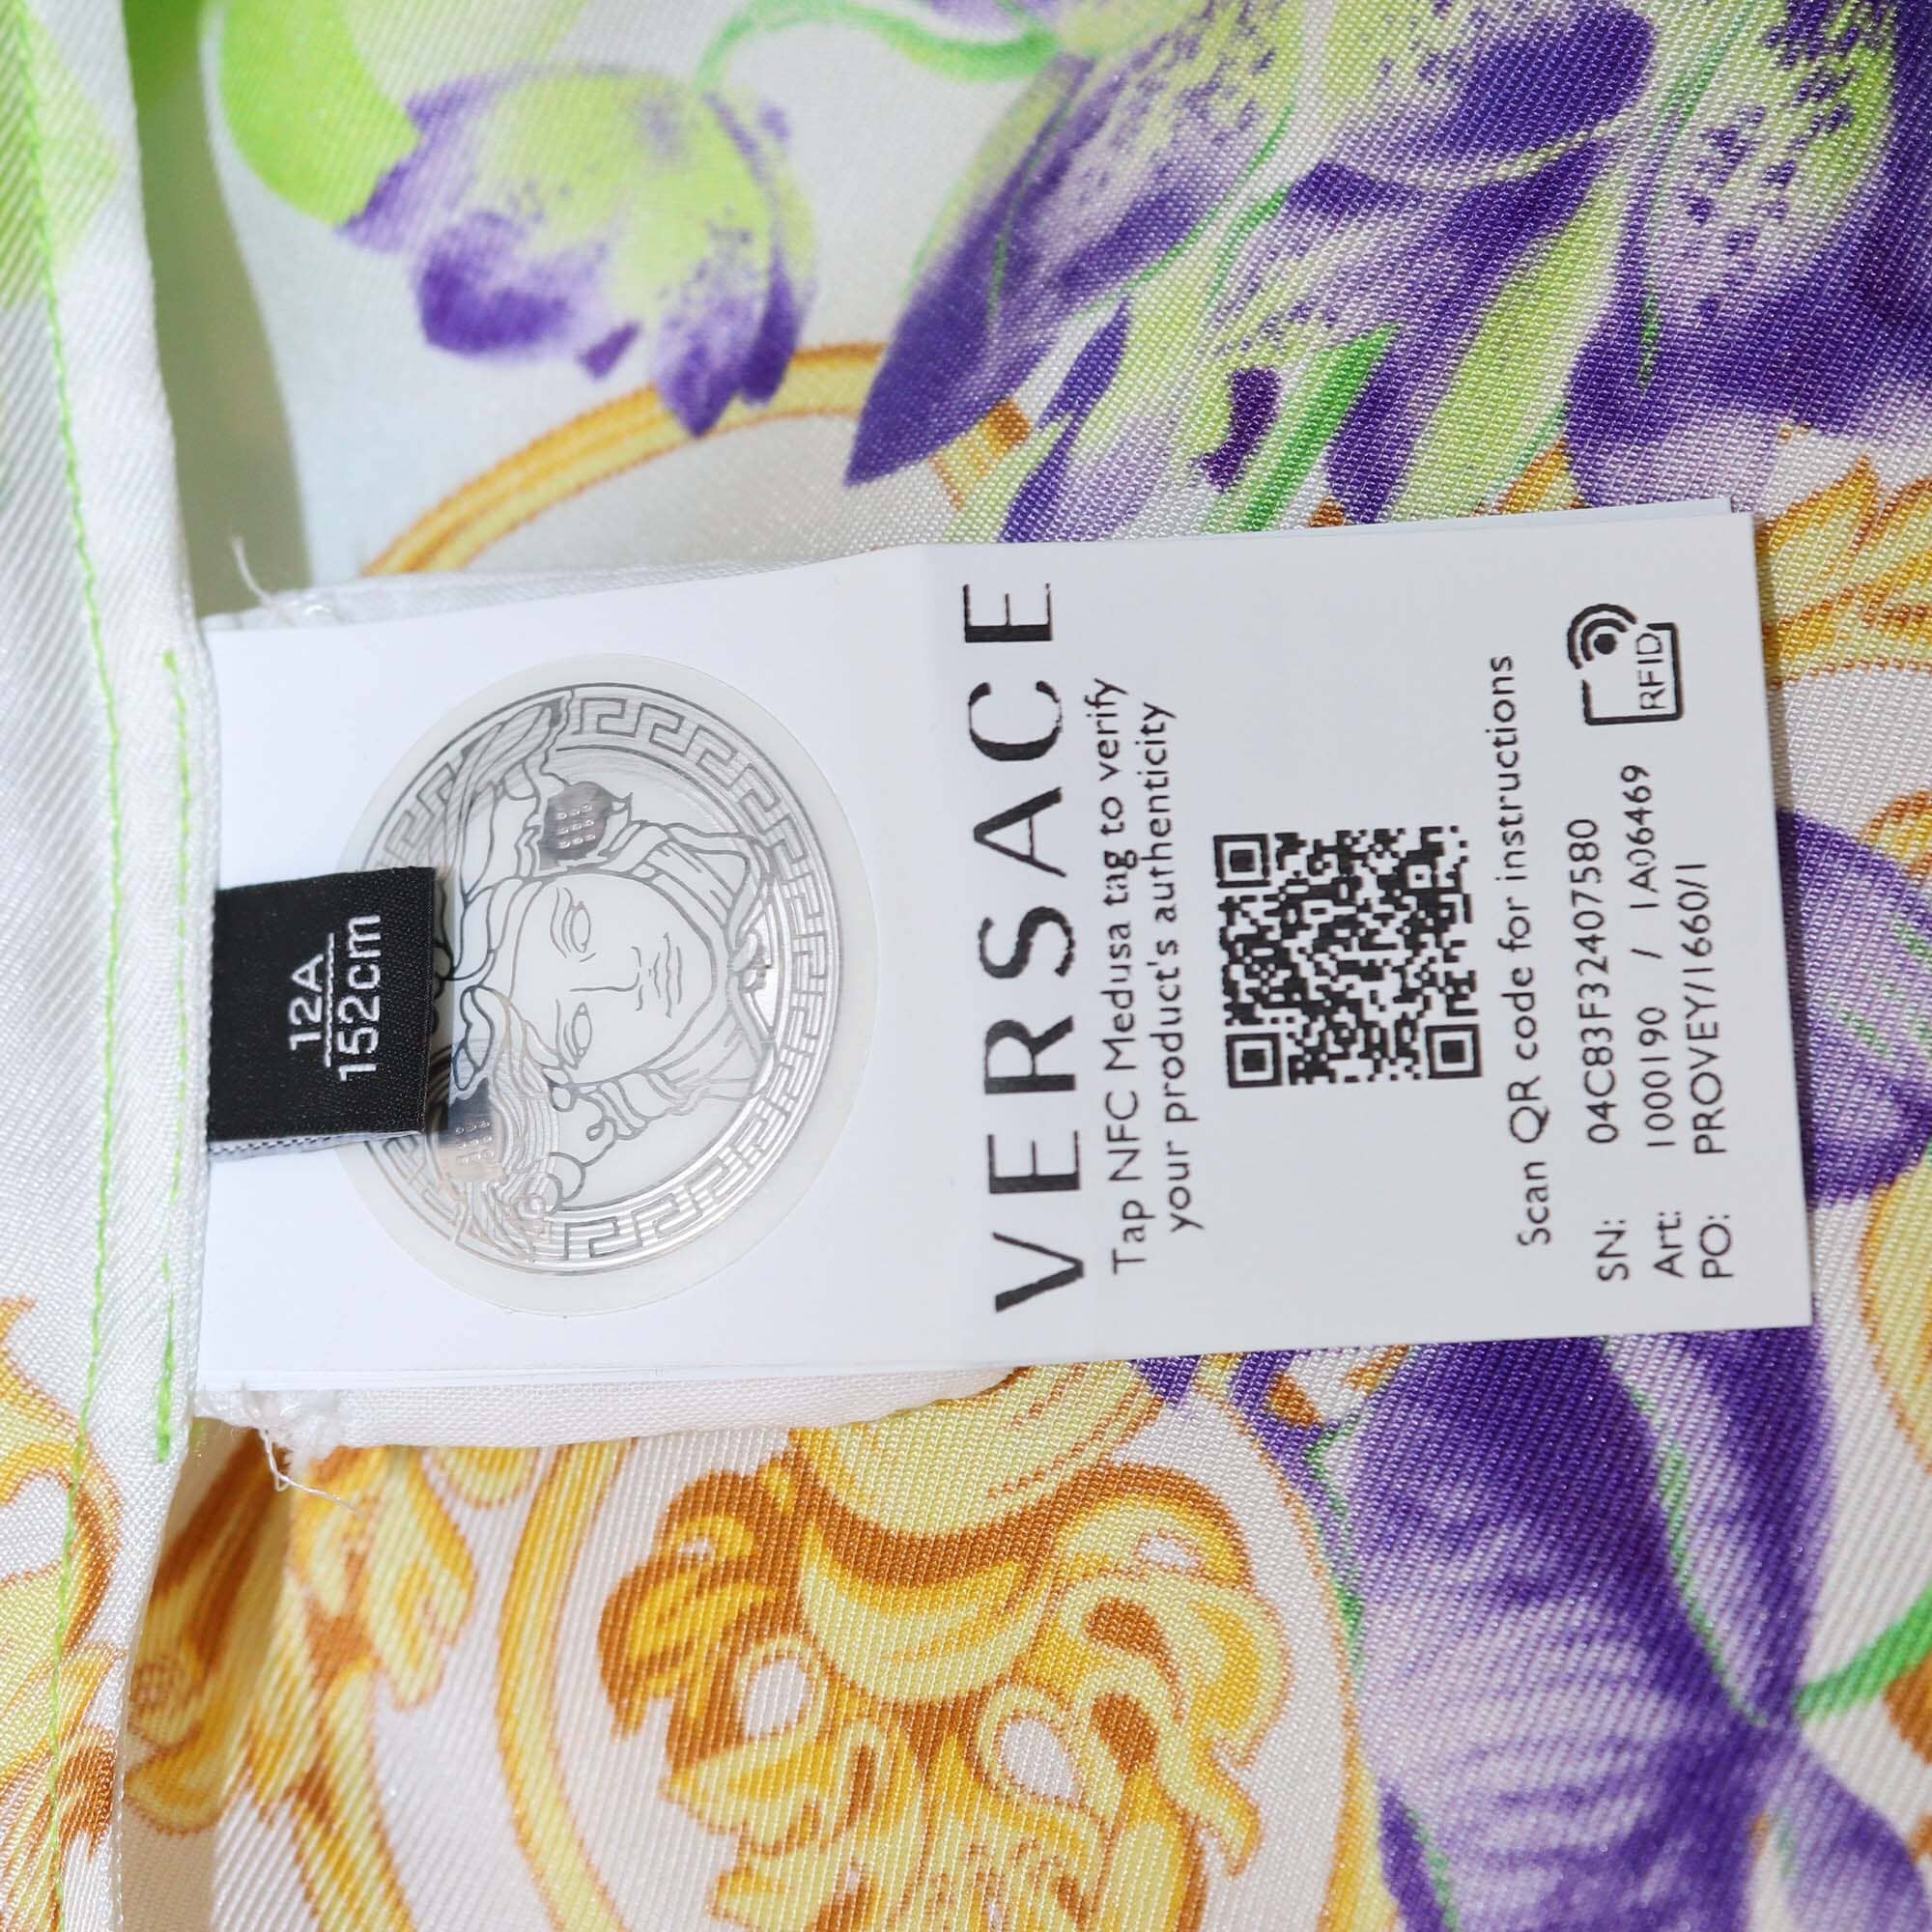 12A
152cm
VERSACE
Tap NFC Medusa tag to verify
your product's authenticity
Scan QR code for instructions
SN: 04C83F32407580
Art: 1000190 / 1A06469
PO: PROVEY/1660/1
RFID